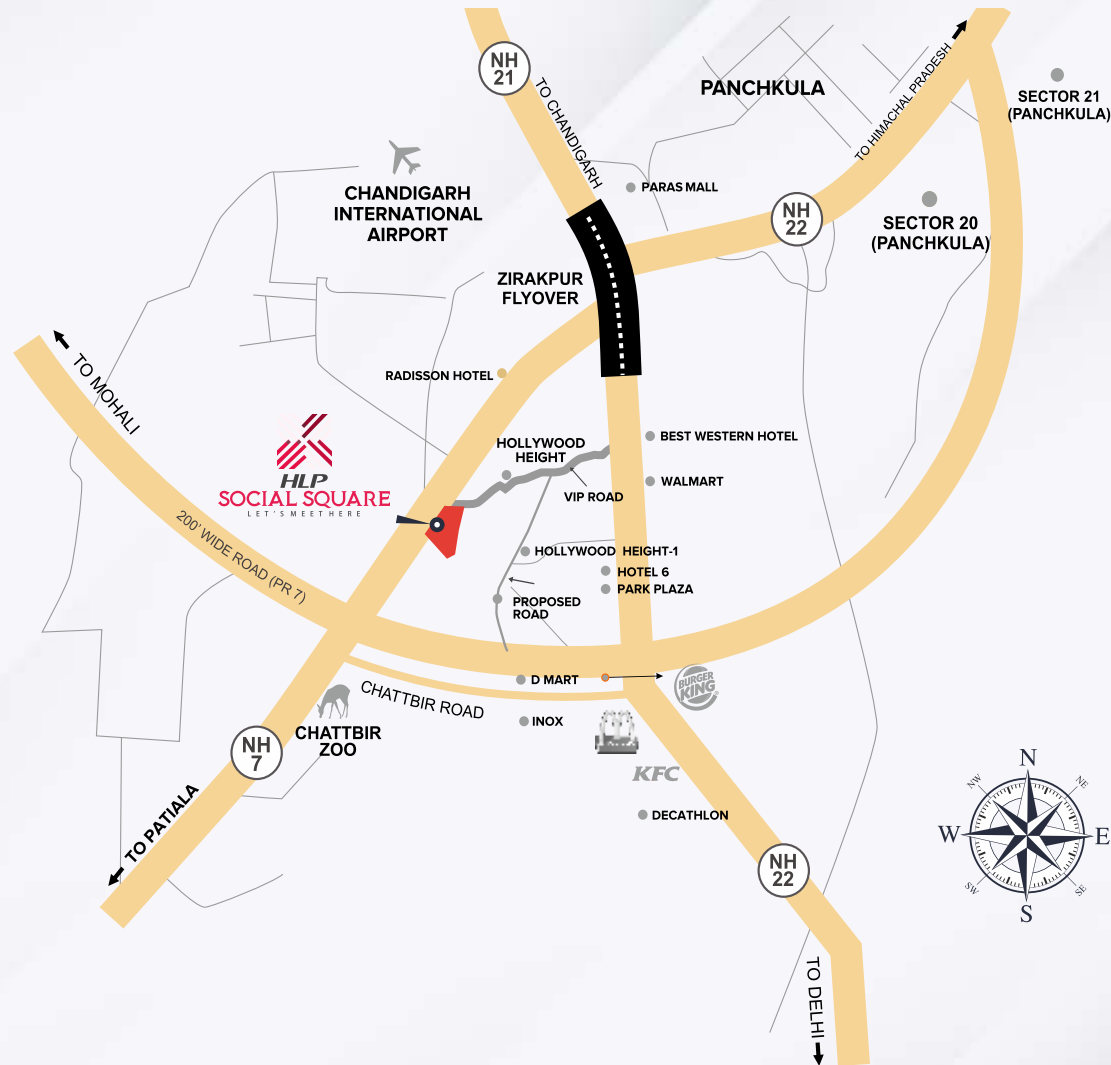 NH
21
TO CHANDIGARH
PANCHKULA
TO HIMACHAL PRADESH
SECTOR 21
(PANCHKULA)
CHANDIGARH
INTERNATIONAL
AIRPORT
PARAS MALL
NH
22
SECTOR 20
(PANCHKULA)
ZIRAKPUR
FLYOVER
TO MOHALI
RADISSON HOTEL
HLP
SOCIAL SQUARE
LET'S MEET HERE
HOLLYWOOD
HEIGHT
VIP ROAD
BEST WESTERN HOTEL
WALMART
200' WIDE ROAD (PR 7)
HOLLYWOOD HEIGHT-1
HOTEL 6
PARK PLAZA
PROPOSED
ROAD
D MART
BURGER
KING
CHATTBIR ROAD
INOX
CHATTBIR
ZOO
NH
7
KFC
DECATHLON
TO PATIALA
NH
22
TO DELHI
N
NW
NE
W
E
SW
SE
S